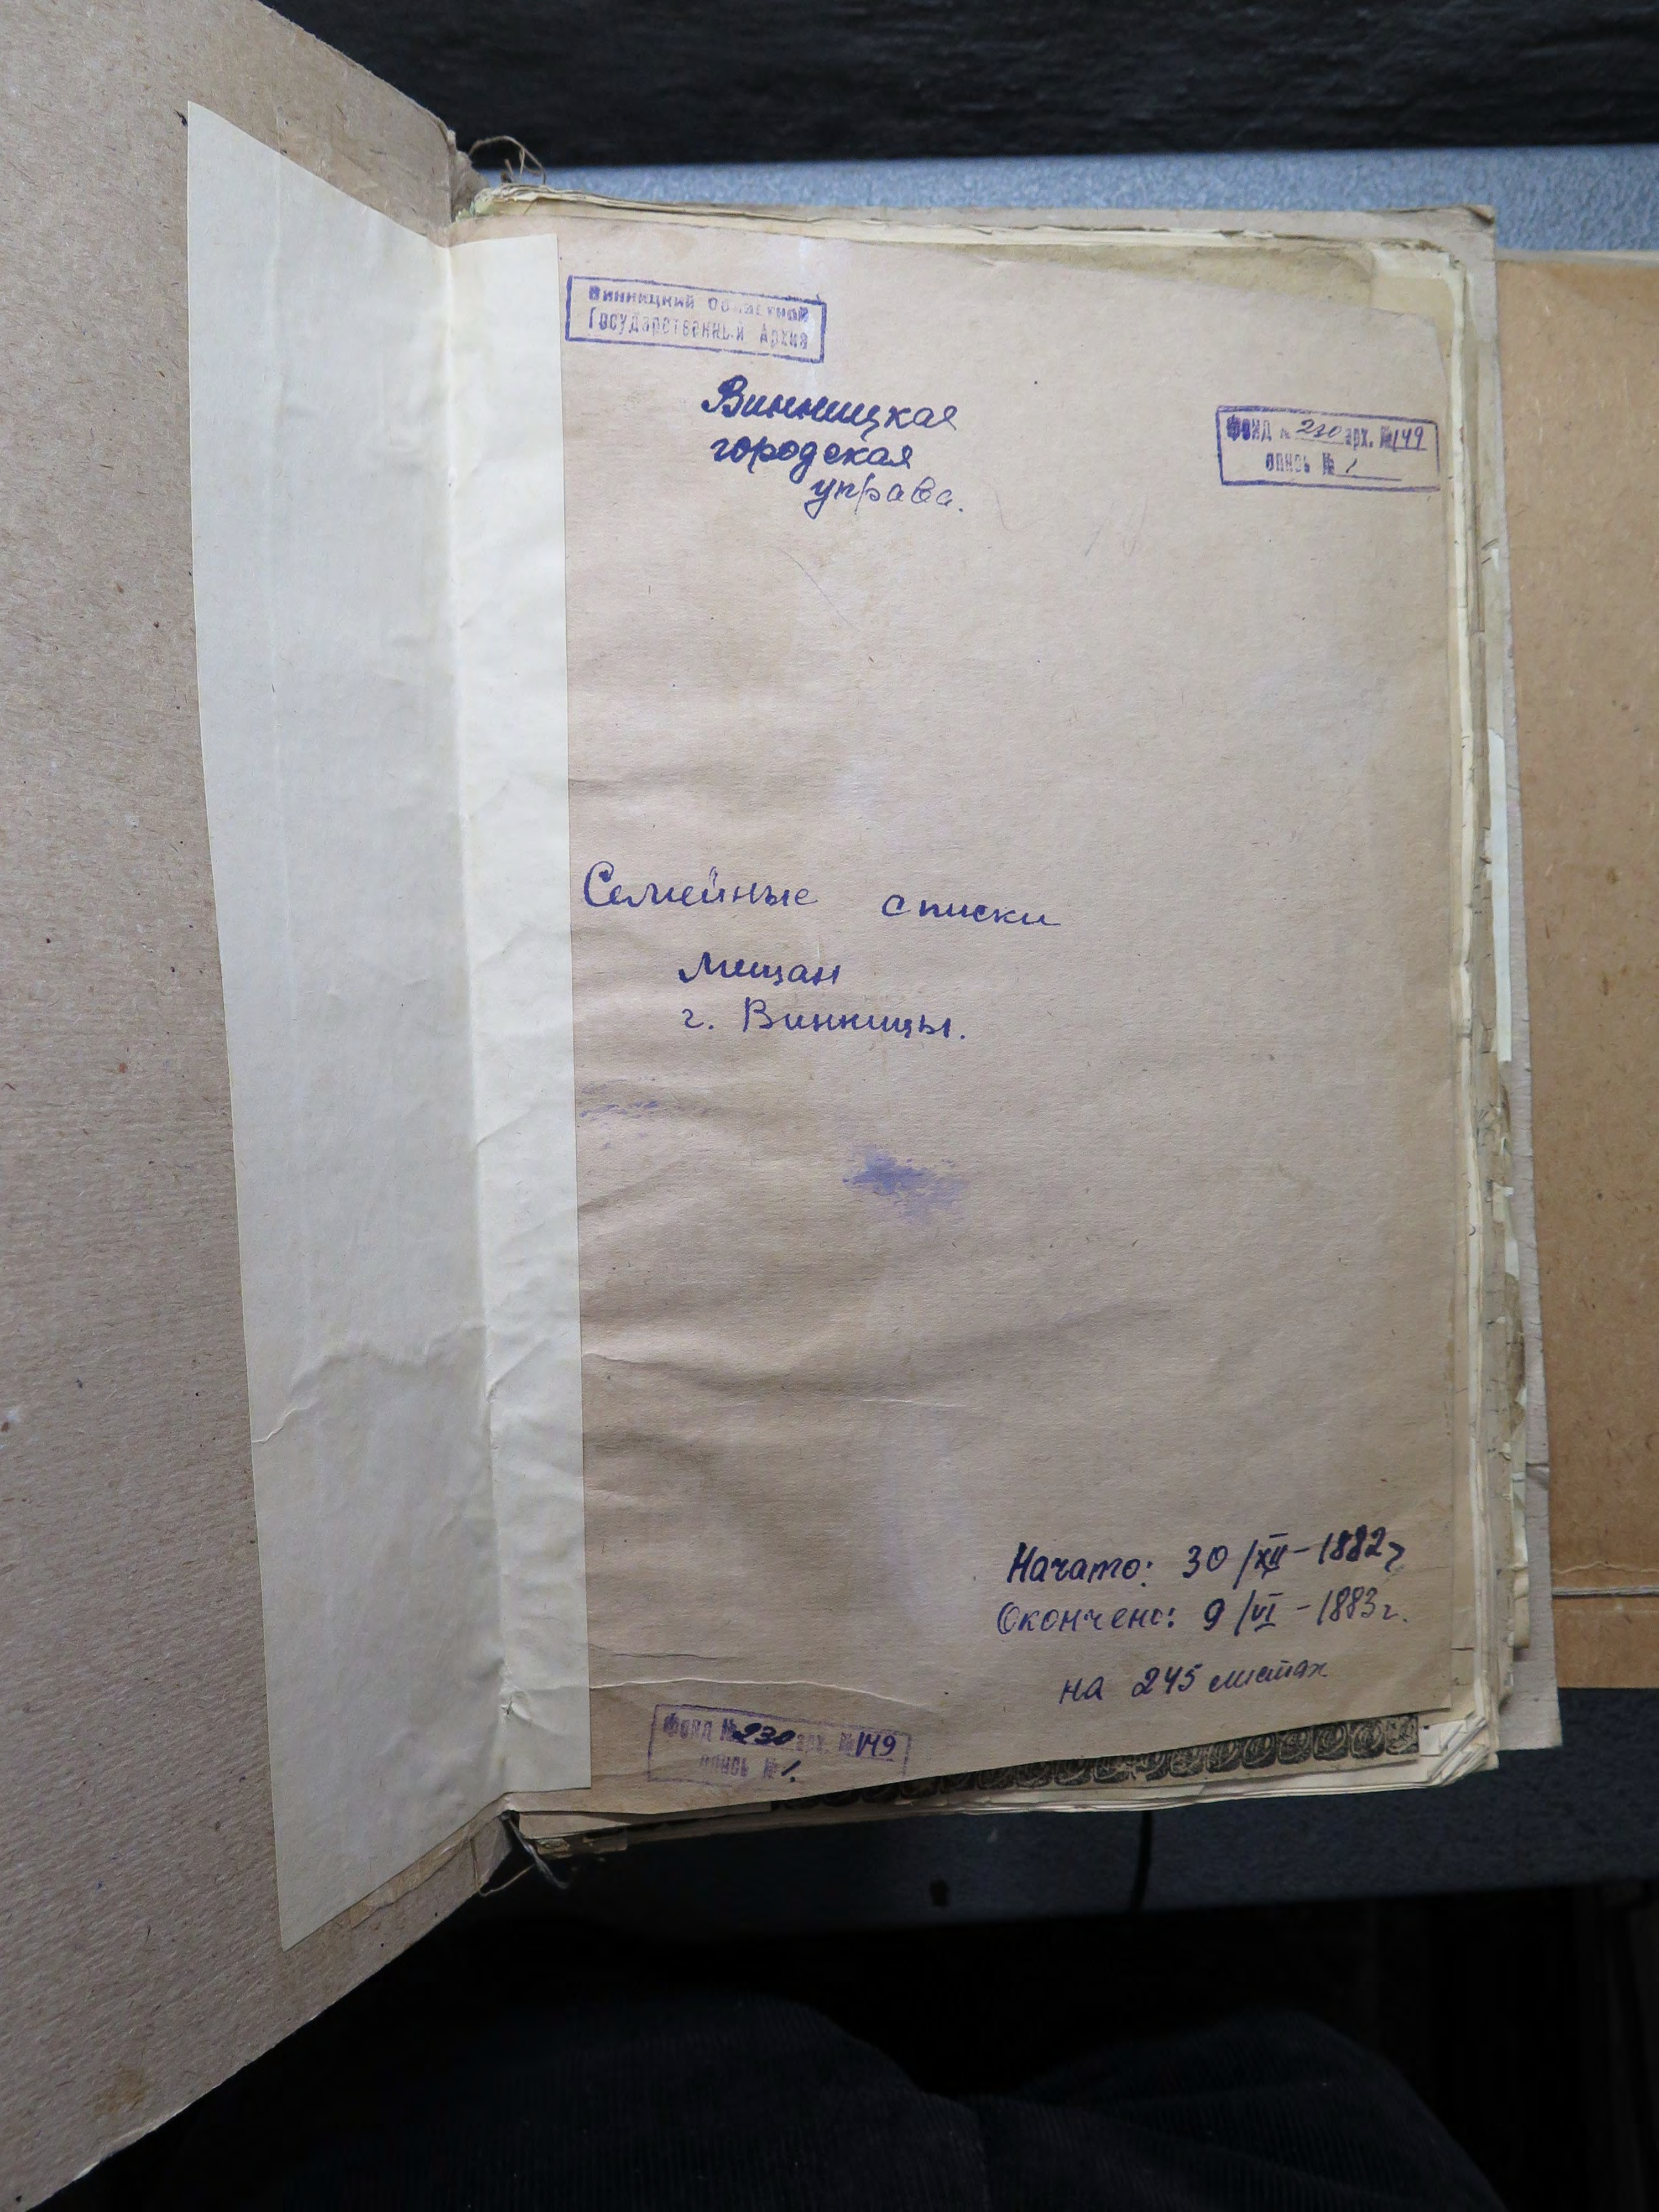 Винницкий Областной
Государственный Архив
Винницкая
городская
управа.
Фонд № 230 арх. № 149
опись № 1
Семейные списки
мещан
г. Винницы.
Начато: 30/XII-1882г
Окончено: 9/VI-1883г.
на 245 листах
Фонд № 230 арх. № 149
опись № 1.